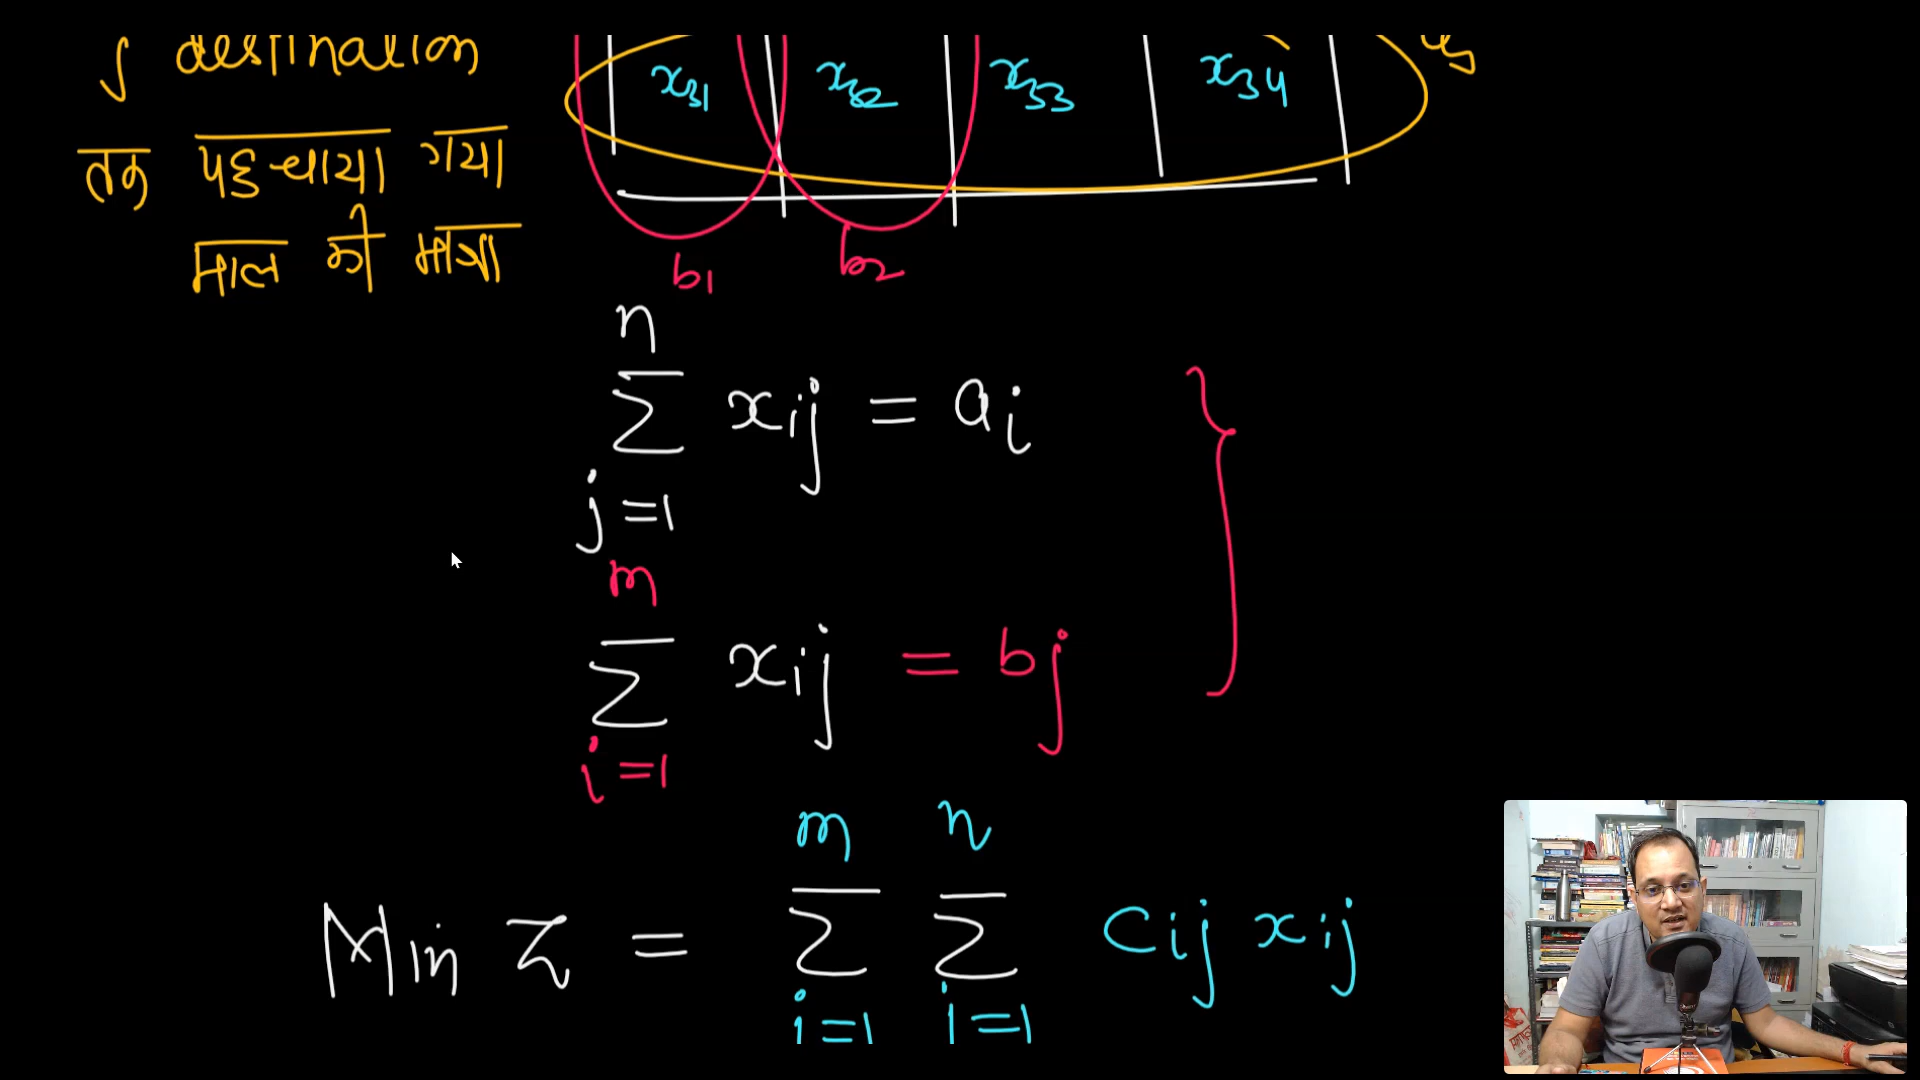 j destination
तक पहुचाया गया
माल की मात्रा
x31 x32 x33 x34
b1 b2
n
Σ xij = ai
j=1
m
Σ xij = bj
i=1
m n
Min Z = Σ Σ Cij xij
i=1 i=1